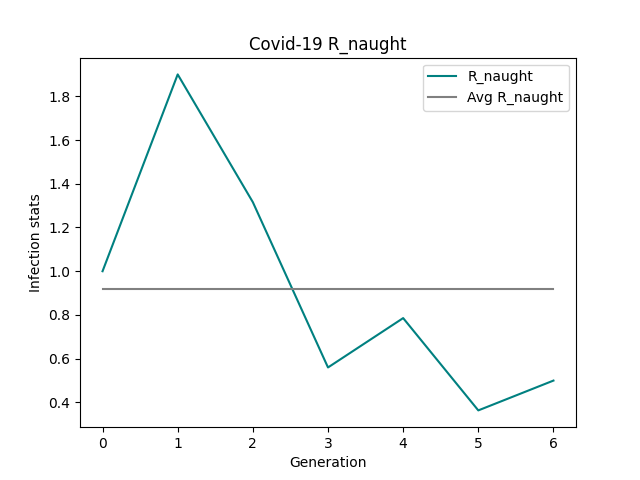 Covid-19 R_naught
R_naught
Avg R_naught
Infection stats
1.8
1.6
1.4
1.2
1.0
0.8
0.6
0.4
0 1 2 3 4 5 6
Generation